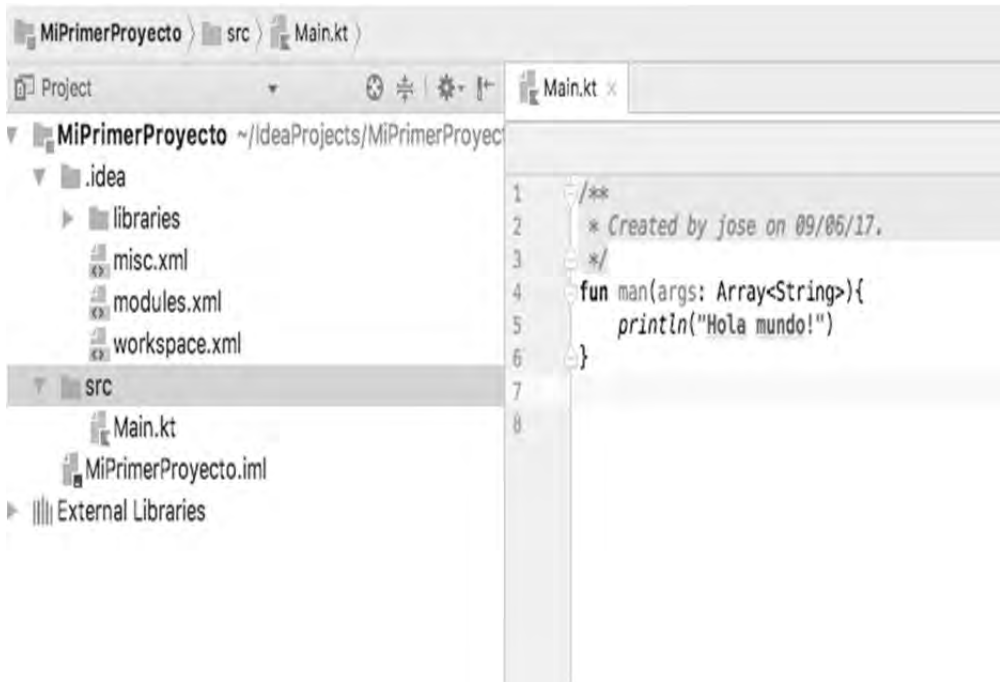 MiPrimerProyecto src Main.kt
Project
MiPrimerProyecto ~/IdeaProjects/MiPrimerProyect
.idea
libraries
misc.xml
modules.xml
workspace.xml
src
Main.kt
MiPrimerProyecto.iml
External Libraries
Main.kt ×
1 /**
2 * Created by jose on 09/06/17.
3 */
4 fun man(args: Array<String>){
5 println("Hola mundo!")
6 }
7
8